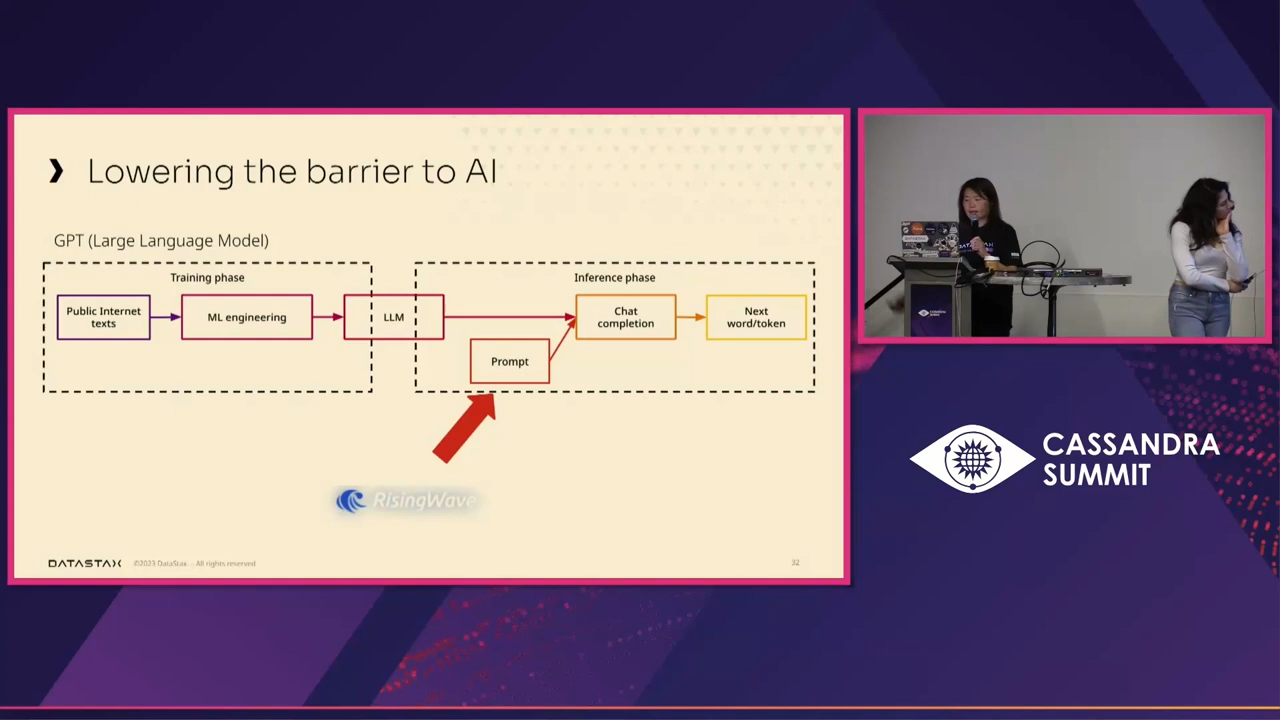 ❯ Lowering the barrier to AI
GPT (Large Language Model)
Training phase
Public Internet
texts
ML engineering
LLM
Inference phase
Prompt
Chat
completion
Next
word/token
RisingWave
DATASTAX
©2023 DataStax. – All rights reserved
32
CASSANDRA
SUMMIT